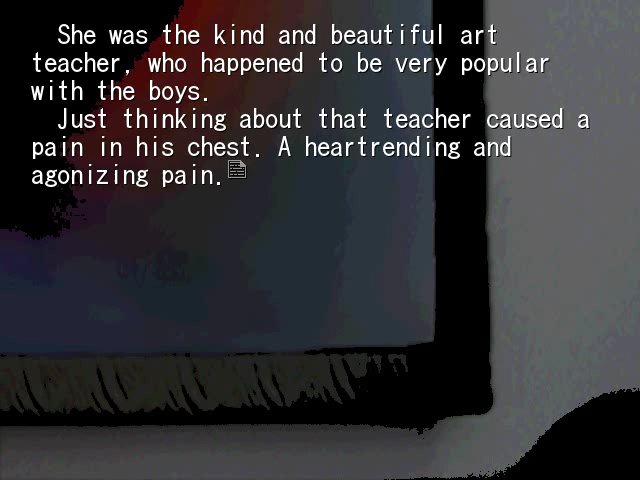 She was the kind and beautiful art
teacher, who happened to be very popular
with the boys.
Just thinking about that teacher caused a
pain in his chest. A heartrending and
agonizing pain.